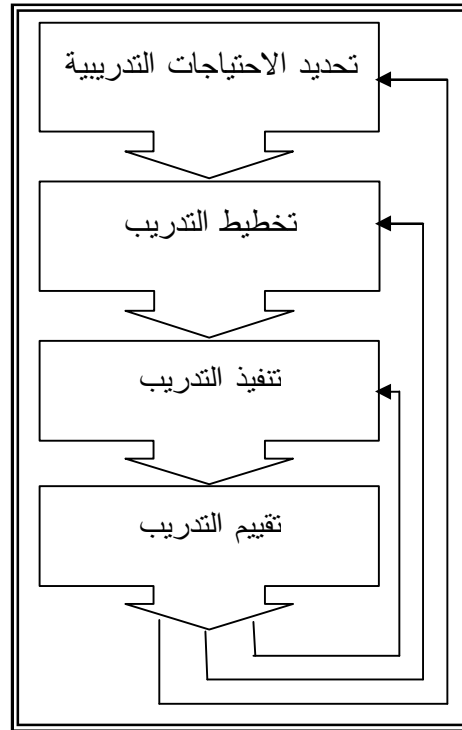 تحديد الاحتياجات التدريبية
تخطيط التدريب
تنفيذ التدريب
تقييم التدريب